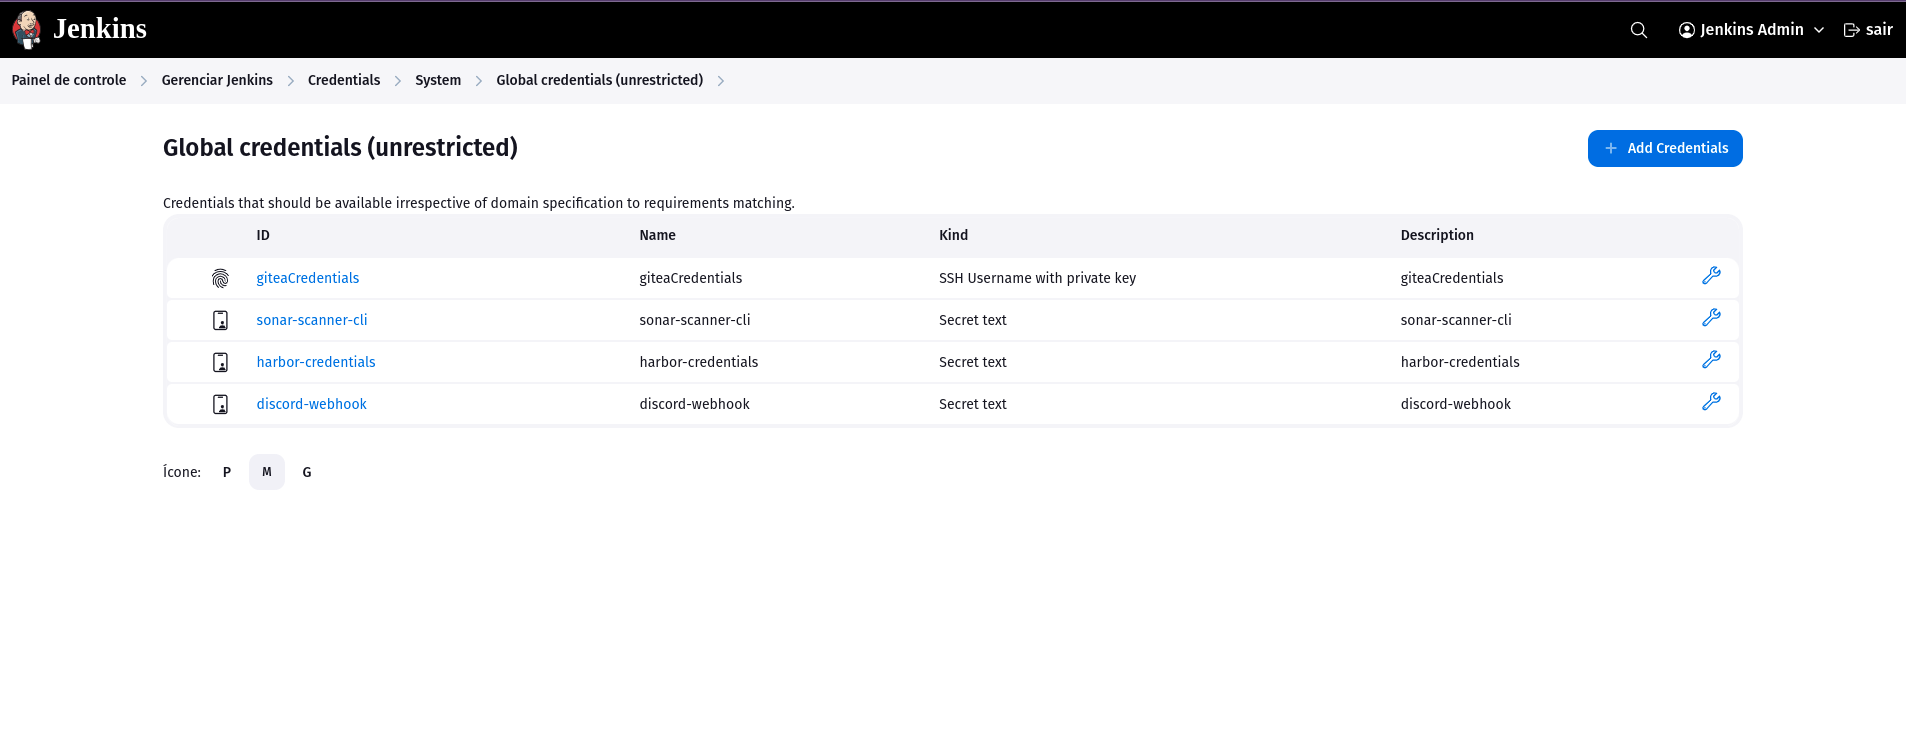 Jenkins
Jenkins Admin
sair
Painel de controle
Gerenciar Jenkins
Credentials
System
Global credentials (unrestricted)
Global credentials (unrestricted)
Add Credentials
Credentials that should be available irrespective of domain specification to requirements matching.
ID Name Kind Description
giteaCredentials giteaCredentials SSH Username with private key giteaCredentials
sonar-scanner-cli sonar-scanner-cli Secret text sonar-scanner-cli
harbor-credentials harbor-credentials Secret text harbor-credentials
discord-webhook discord-webhook Secret text discord-webhook
Ícone: P M G